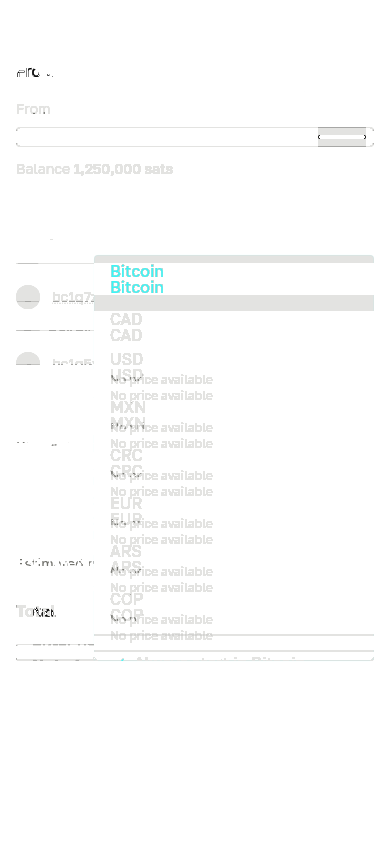 From
Balance 1,250,000 sats
Bitcoin
Bitcoin
bc1q7
CAD
CAD
USD
USD
No price available
No price available
MXN
MXN
No price available
No price available
CRC
CRC
No price available
No price available
EUR
EUR
No price available
No price available
ARS
ARS
No price available
No price available
COP
COP
No price available
No price available